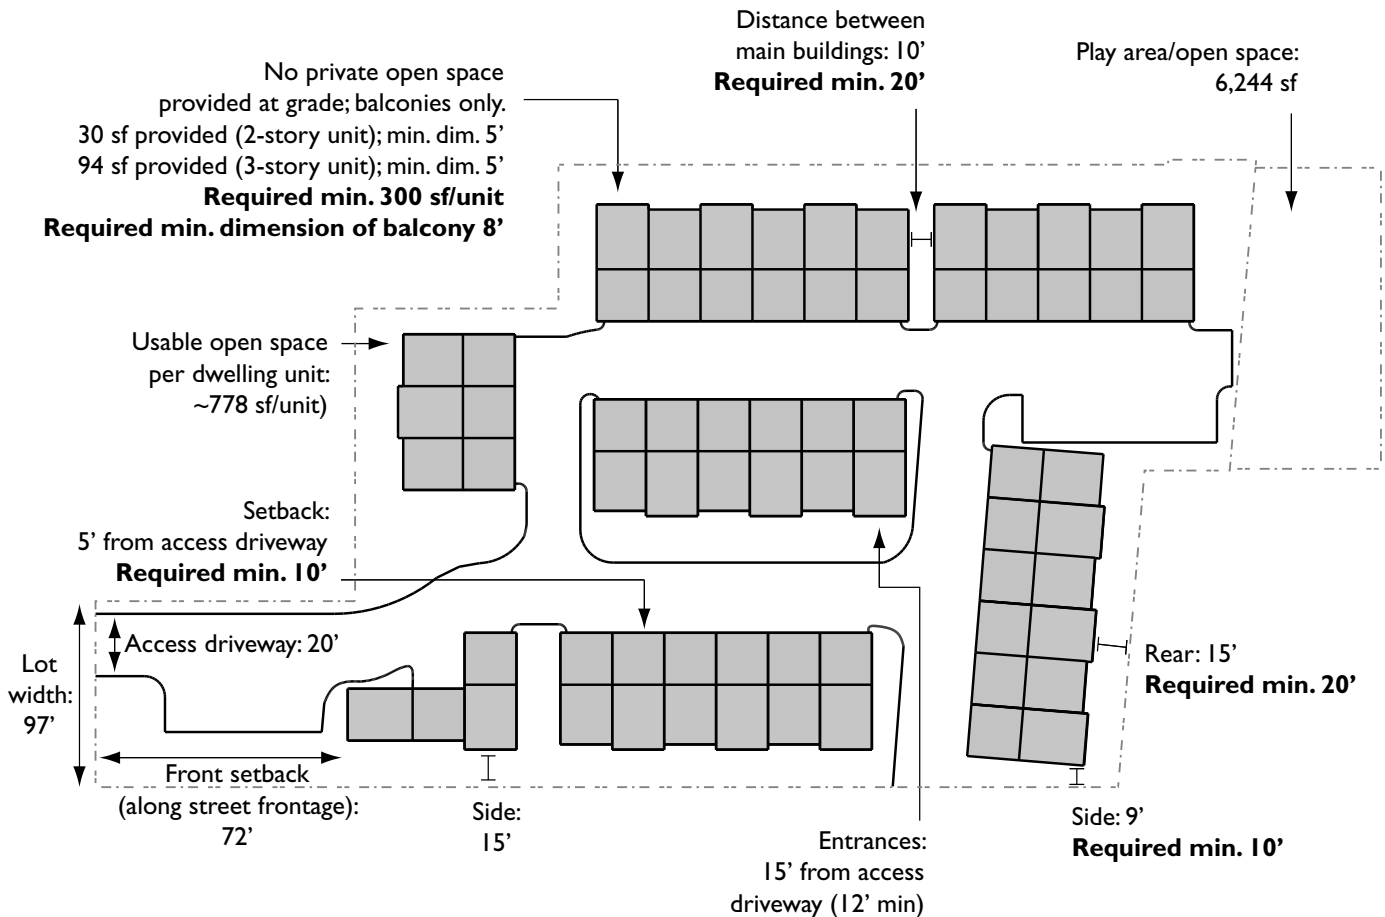 Distance between
main buildings: 10’
Required min. 20’
Play area/open space:
6,244 sf
No private open space
provided at grade; balconies only.
30 sf provided (2-story unit); min. dim. 5’
94 sf provided (3-story unit); min. dim. 5’
Required min. 300 sf/unit
Required min. dimension of balcony 8’
Usable open space
per dwelling unit:
~778 sf/unit)
Setback:
5’ from access driveway
Required min. 10’
Access driveway: 20’
Lot
width:
97’
Rear: 15’
Required min. 20’
Front setback
(along street frontage):
72’
Side:
15’
Side: 9’
Required min. 10’
Entrances:
15’ from access
driveway (12’ min)